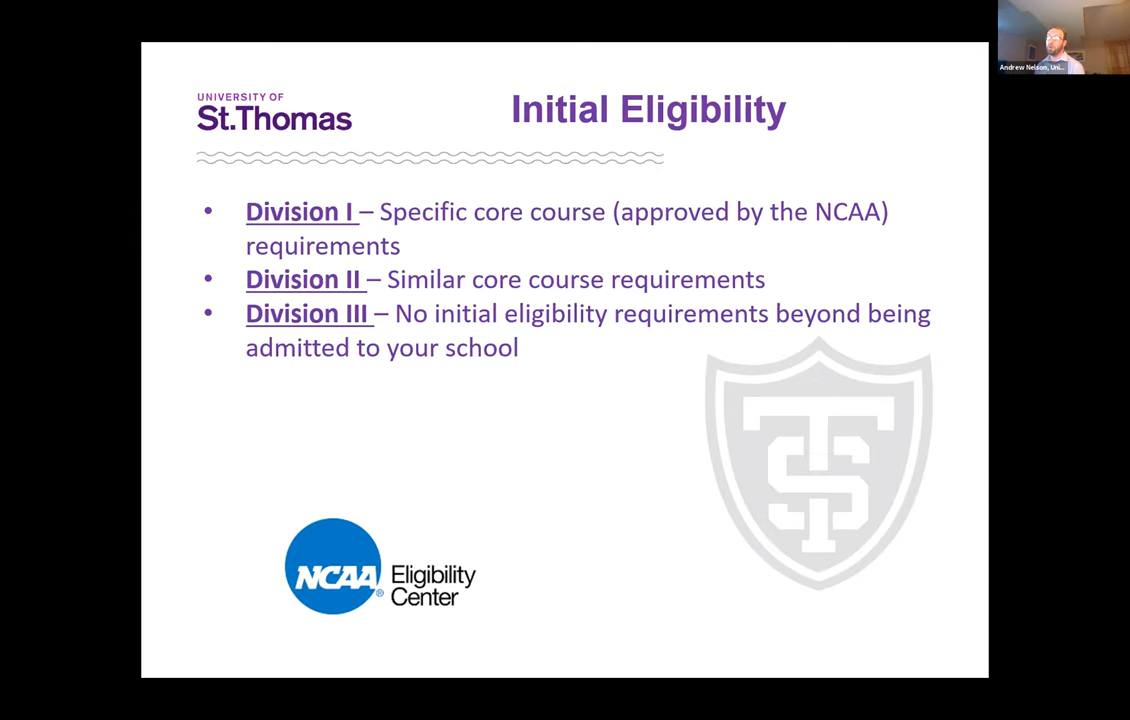 Andrew Nelson, Uni...
UNIVERSITY OF
St.Thomas
Initial Eligibility
• Division I – Specific core course (approved by the NCAA)
requirements
• Division II – Similar core course requirements
• Division III – No initial eligibility requirements beyond being
admitted to your school
ST
NCAA®
Eligibility
Center